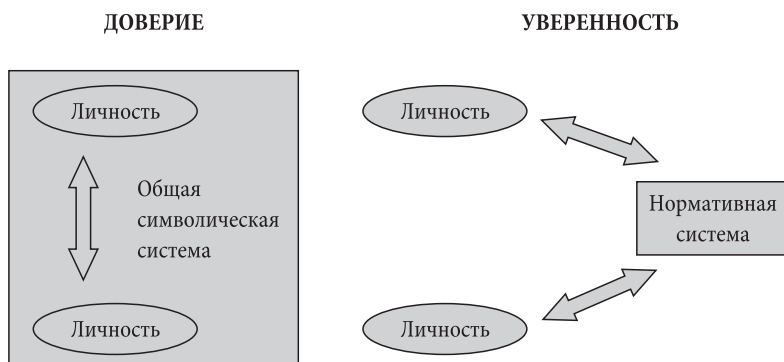 ДОВЕРИЕ
Личность
Общая
символическая
система
Личность
УВЕРЕННОСТЬ
Личность
Нормативная
система
Личность